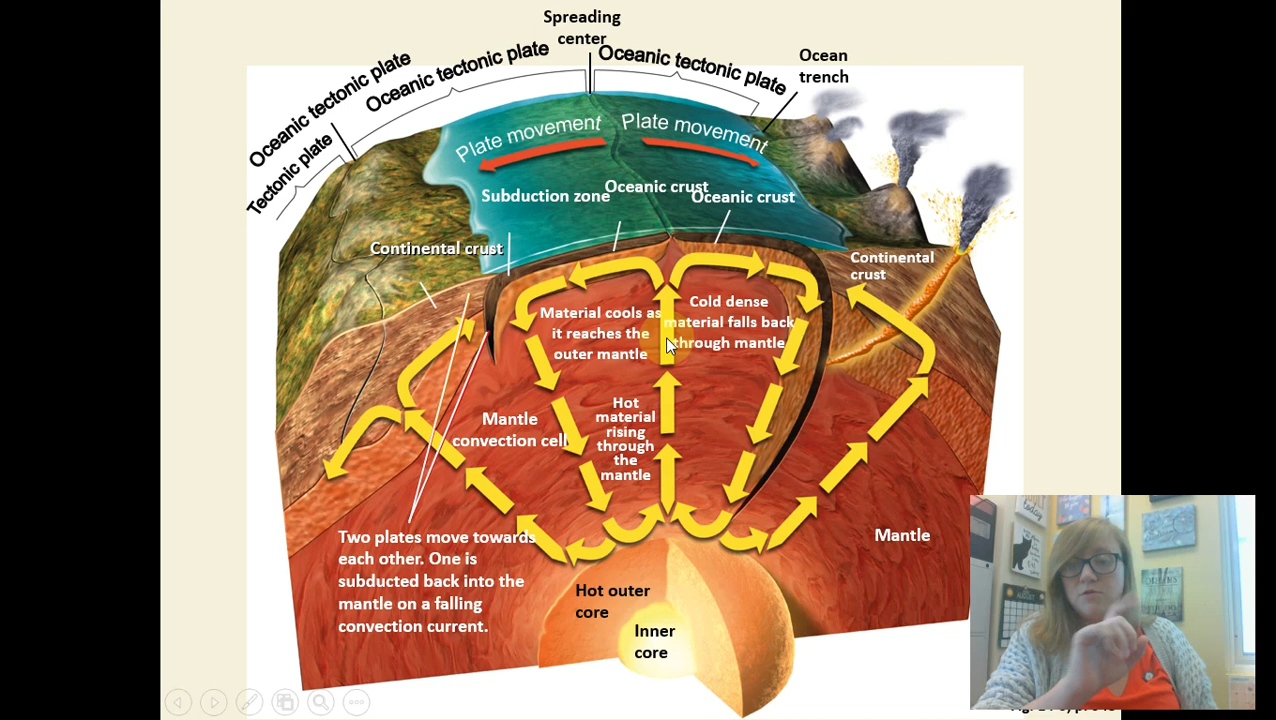 Spreading
center
Oceanic tectonic plate
Oceanic tectonic plate
Oceanic tectonic plate
Tectonic plate
Ocean
trench
Plate movement
Plate movement
Subduction zone
Oceanic crust
Oceanic crust
Continental crust
Continental
crust
Material cools as
it reaches the
outer mantle
Cold dense
material falls back
through mantle
Hot
material
rising
through
the
mantle
Mantle
convection cell
Two plates move towards
each other. One is
subducted back into the
mantle on a falling
convection current.
Mantle
Hot outer
core
Inner
core
today
AUGUST
DREAMS